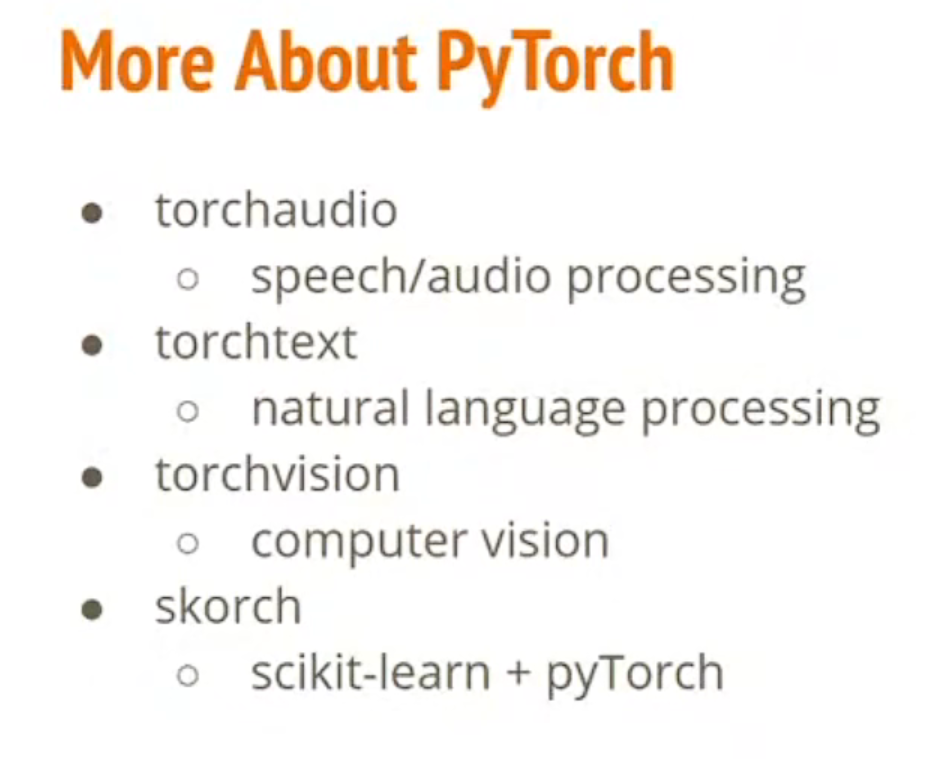 More About PyTorch
● torchaudio
○ speech/audio processing
● torchtext
○ natural language processing
● torchvision
○ computer vision
● skorch
○ scikit-learn + pyTorch